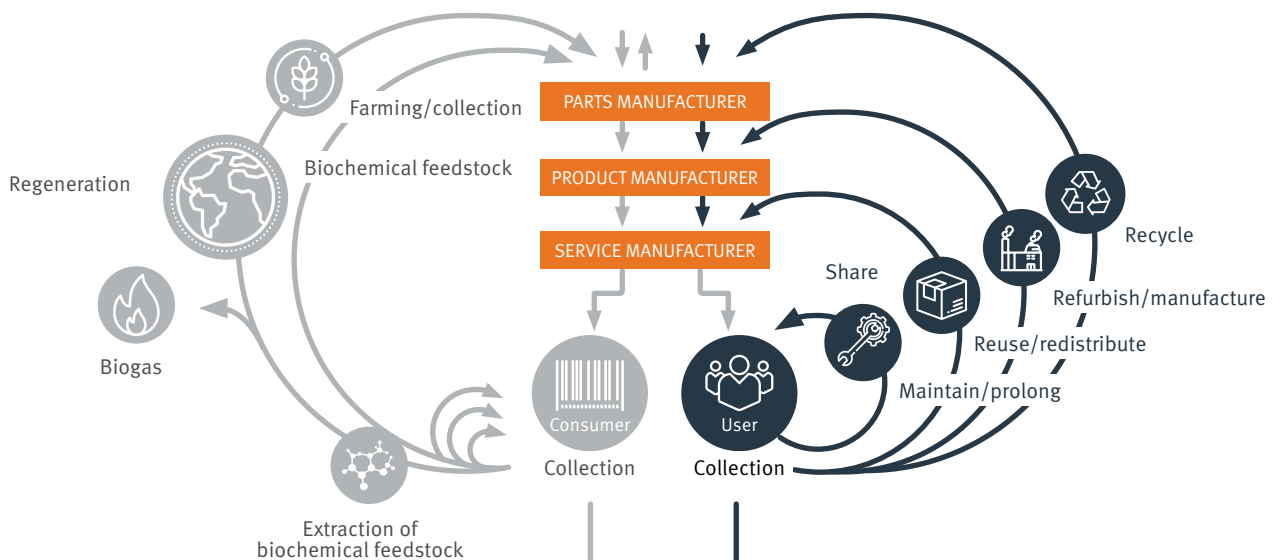 PARTS MANUFACTURER
Farming/collection
Biochemical feedstock
PRODUCT MANUFACTURER
Regeneration
Recycle
SERVICE MANUFACTURER
Share
Refurbish/manufacture
Reuse/redistribute
Biogas
Maintain/prolong
Consumer
User
Collection
Collection
Extraction of
biochemical feedstock